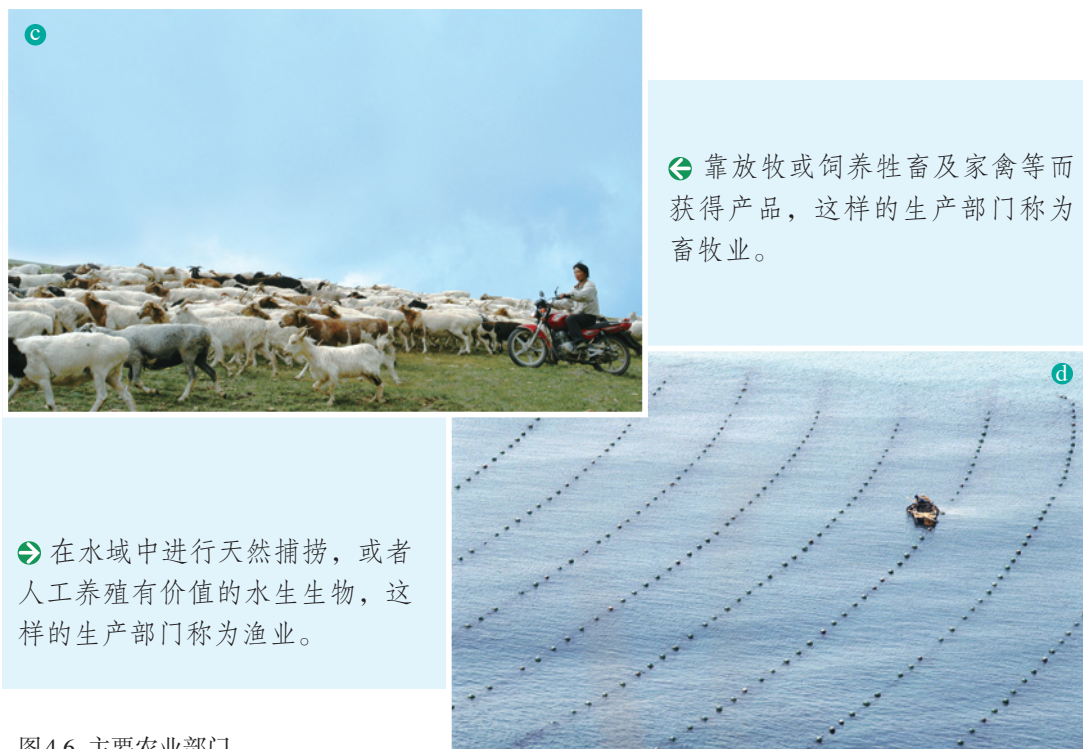 c
靠放牧或饲养牲畜及家禽等而
获得产品，这样的生产部门称为
畜牧业。
d
在水域中进行天然捕捞，或者
人工养殖有价值的水生生物，这
样的生产部门称为渔业。
图4.6 主要农业部门